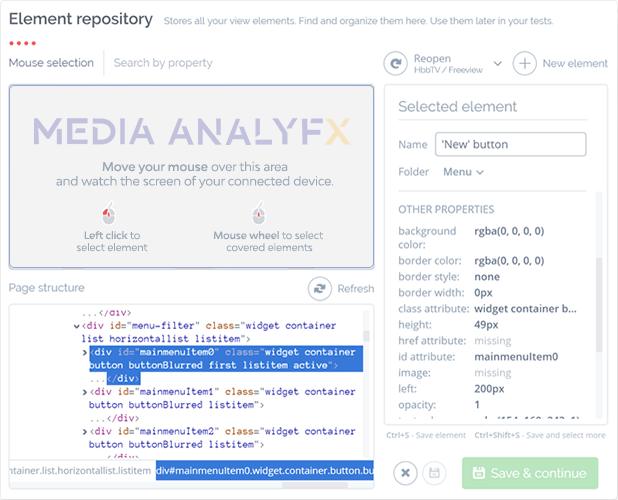 Element repository Stores all your view elements. Find and organize them here. Use them later in your tests.
Mouse selection Search by property
Reopen
HbbTV / Freeview
New element
MEDIA ANALYFX
Move your mouse over this area
and watch the screen of your connected device.
Left click to
select element
Mouse wheel to select
covered elements
Page structure Refresh
...</div>
<div id="menu-filter" class="widget container
list horizontallist listitem">
<div id="mainmenuItem0" class="widget container
button buttonBlurred first listitem active">
...</div>
<div id="mainmenuItem1" class="widget container
button buttonBlurred listitem">
...</div>
<div id="mainmenuItem2" class="widget container
button buttonBlurred listitem">
...</div>
ntainer.list.horizontallist.listitem div#mainmenuItem0.widget.container.button.bu
Selected element
Name 'New' button
Folder Menu
OTHER PROPERTIES
background
color: rgba(0, 0, 0, 0)
border color: rgba(0, 0, 0, 0)
border style: none
border width: 0px
class attribute: widget container b...
height: 49px
href attribute: missing
id attribute: mainmenuItem0
image: missing
left: 200px
opacity: 1
Ctrl+S - Save element Ctrl+Shift+S - Save and select more
Save & continue